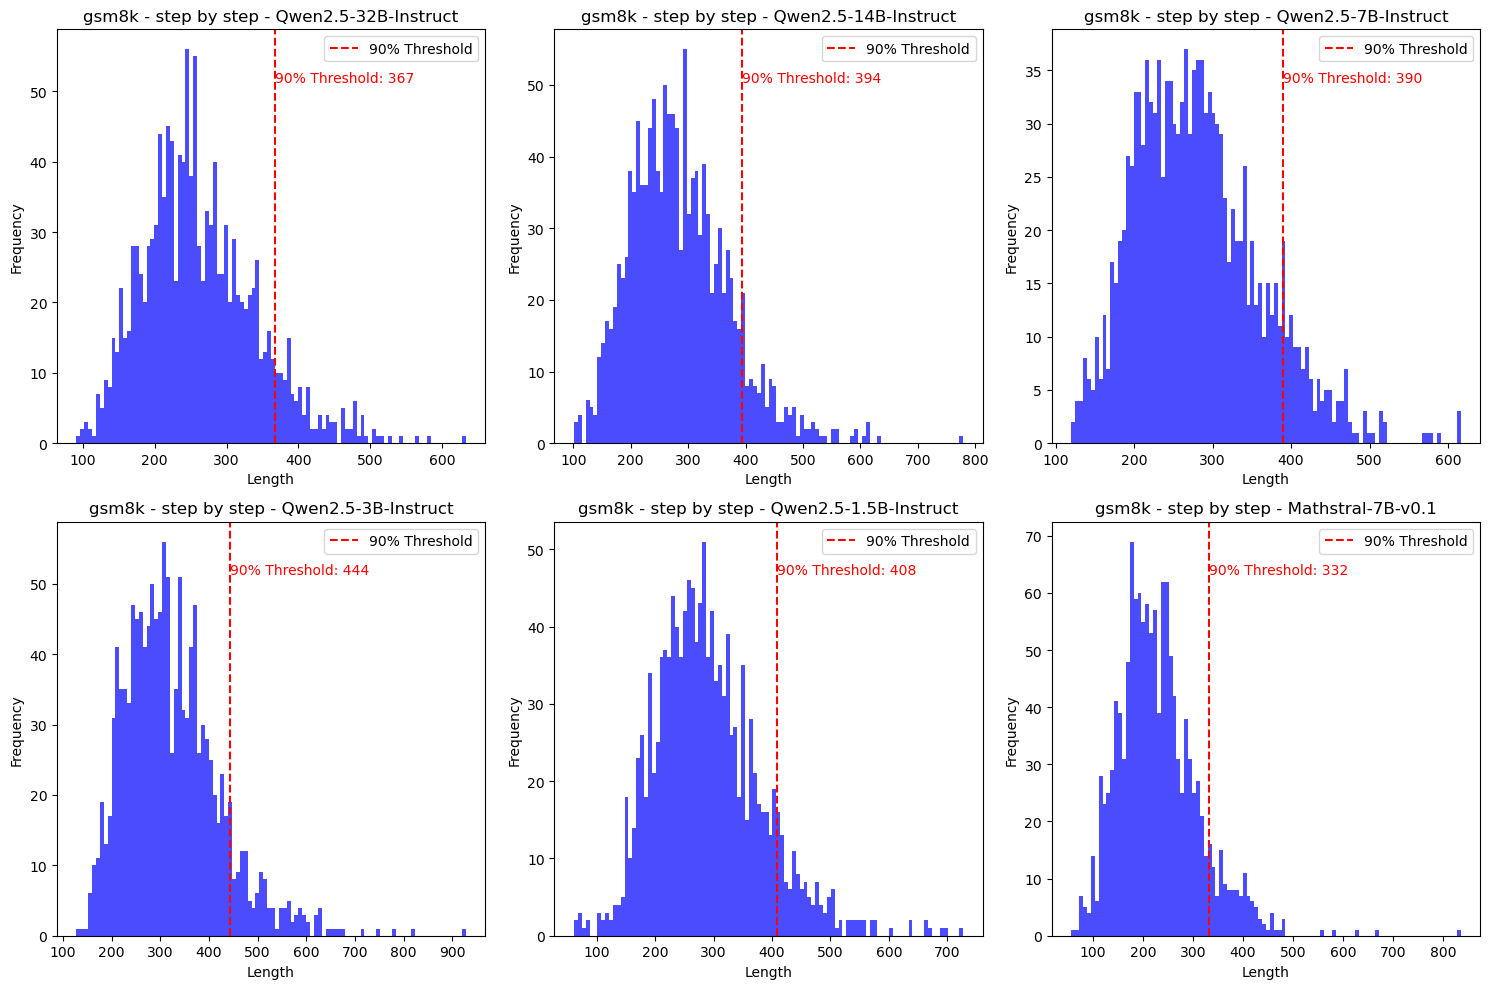 gsm8k - step by step - Qwen2.5-32B-Instruct
90% Threshold
90% Threshold: 367
Frequency
50
40
30
20
10
0
100 200 300 400 500 600
Length
gsm8k - step by step - Qwen2.5-14B-Instruct
90% Threshold
90% Threshold: 394
Frequency
50
40
30
20
10
0
100 200 300 400 500 600 700 800
Length
gsm8k - step by step - Qwen2.5-7B-Instruct
90% Threshold
90% Threshold: 390
Frequency
35
30
25
20
15
10
5
0
100 200 300 400 500 600
Length
gsm8k - step by step - Qwen2.5-3B-Instruct
90% Threshold
90% Threshold: 444
Frequency
50
40
30
20
10
0
100 200 300 400 500 600 700 800 900
Length
gsm8k - step by step - Qwen2.5-1.5B-Instruct
90% Threshold
90% Threshold: 408
Frequency
50
40
30
20
10
0
100 200 300 400 500 600 700
Length
gsm8k - step by step - Mathstral-7B-v0.1
90% Threshold
90% Threshold: 332
Frequency
70
60
50
40
30
20
10
0
100 200 300 400 500 600 700 800
Length